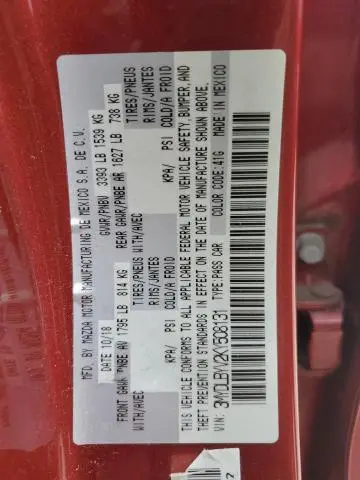 MFD. BY MAZDA MOTOR MANUFACTURING DE MEXICO S.A. DE C.V.
DATE 10/18 GVWR/PNBV 3393 LB 1539 KG
FRONT GAWR/PNBE AV 1795 LB 814 KG REAR GAWR/PNBE AR 1627 LB 738 KG
WITH/AVEC TIRES/PNEUS WITH/AVEC TIRES/PNEUS
RIMS/JANTES RIMS/JANTES
KPA/ PSI COLD/A FROID KPA/ PSI COLD/A FROID
THIS VEHICLE CONFORMS TO ALL APPLICABLE FEDERAL MOTOR VEHICLE SAFETY, BUMPER, AND
THEFT PREVENTION STANDARDS IN EFFECT ON THE DATE OF MANUFACTURE SHOWN ABOVE.
VIN: 3MYDLBYV2KY508131 TYPE:PASS CAR COLOR CODE:41G MADE IN MEXICO